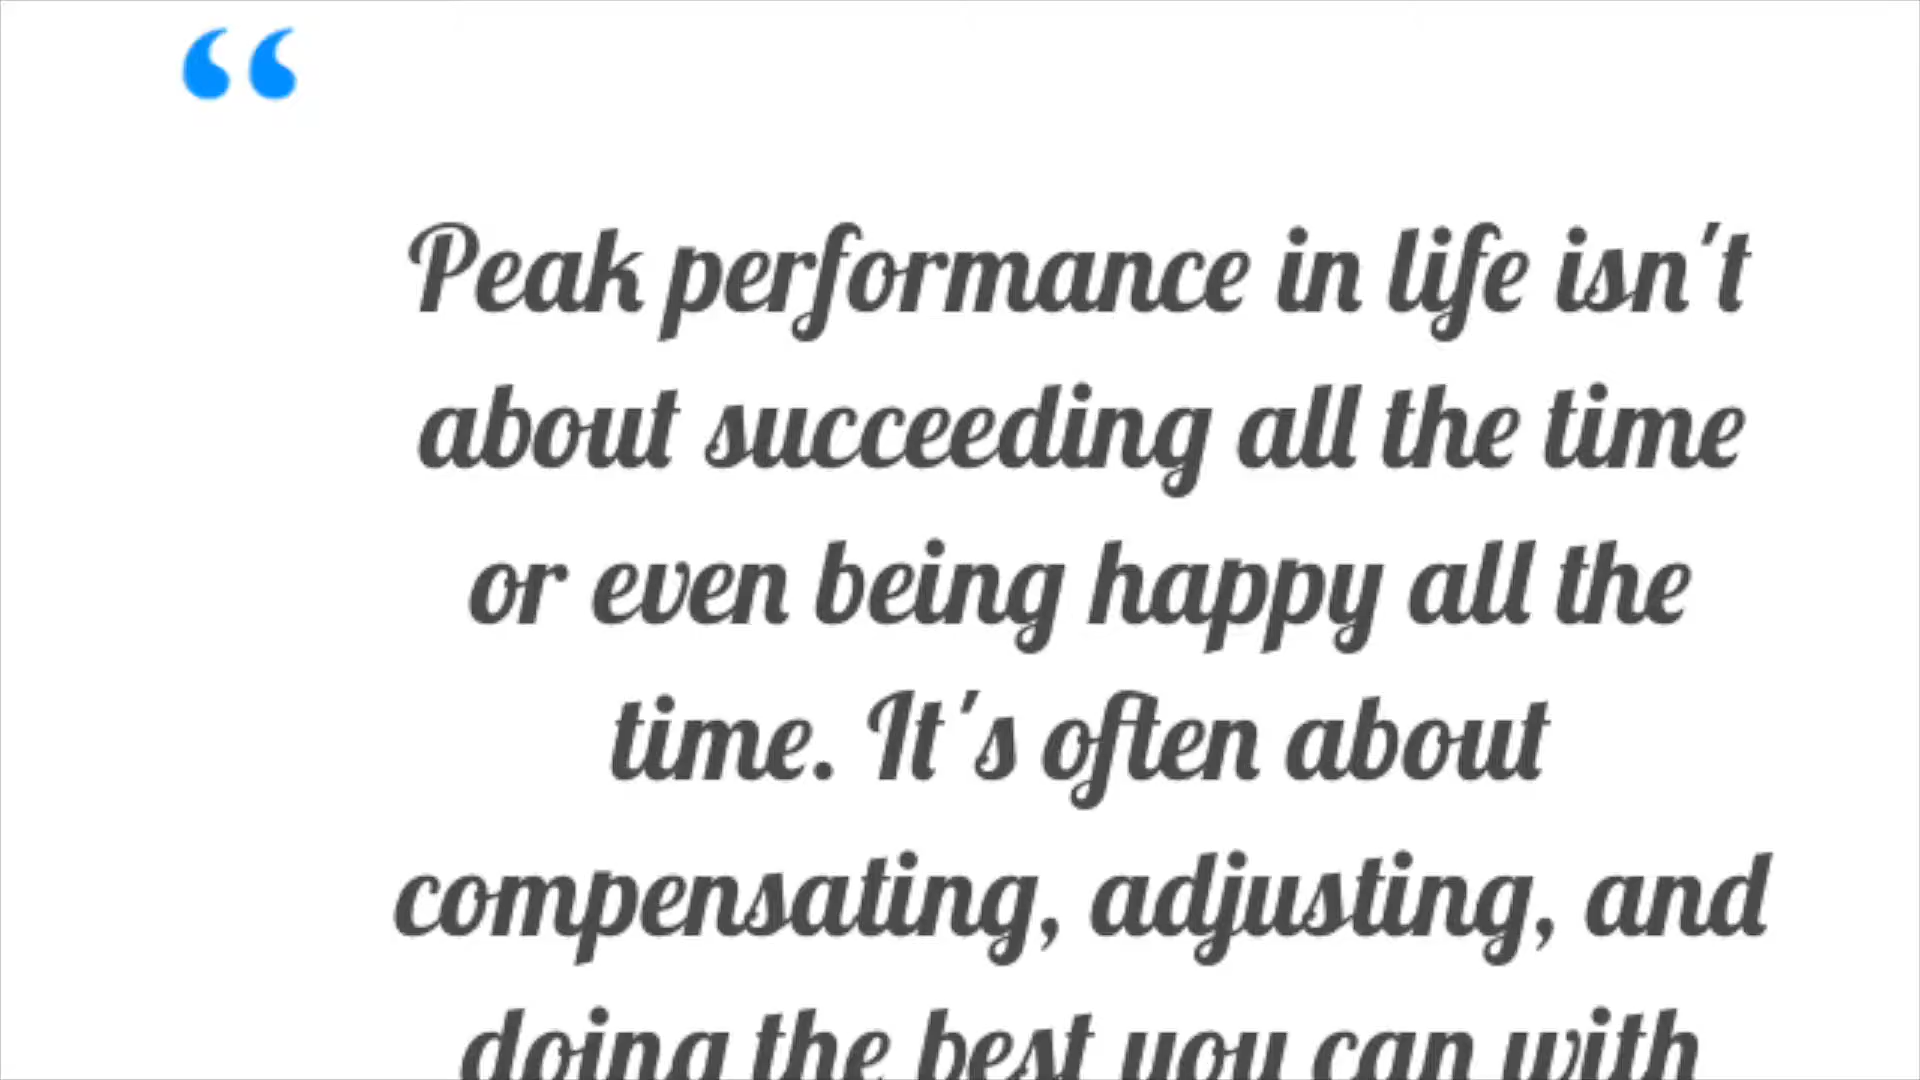 “
Peak performance in life isn't
about succeeding all the time
or even being happy all the
time. It's often about
compensating, adjusting, and
doing the best you can with